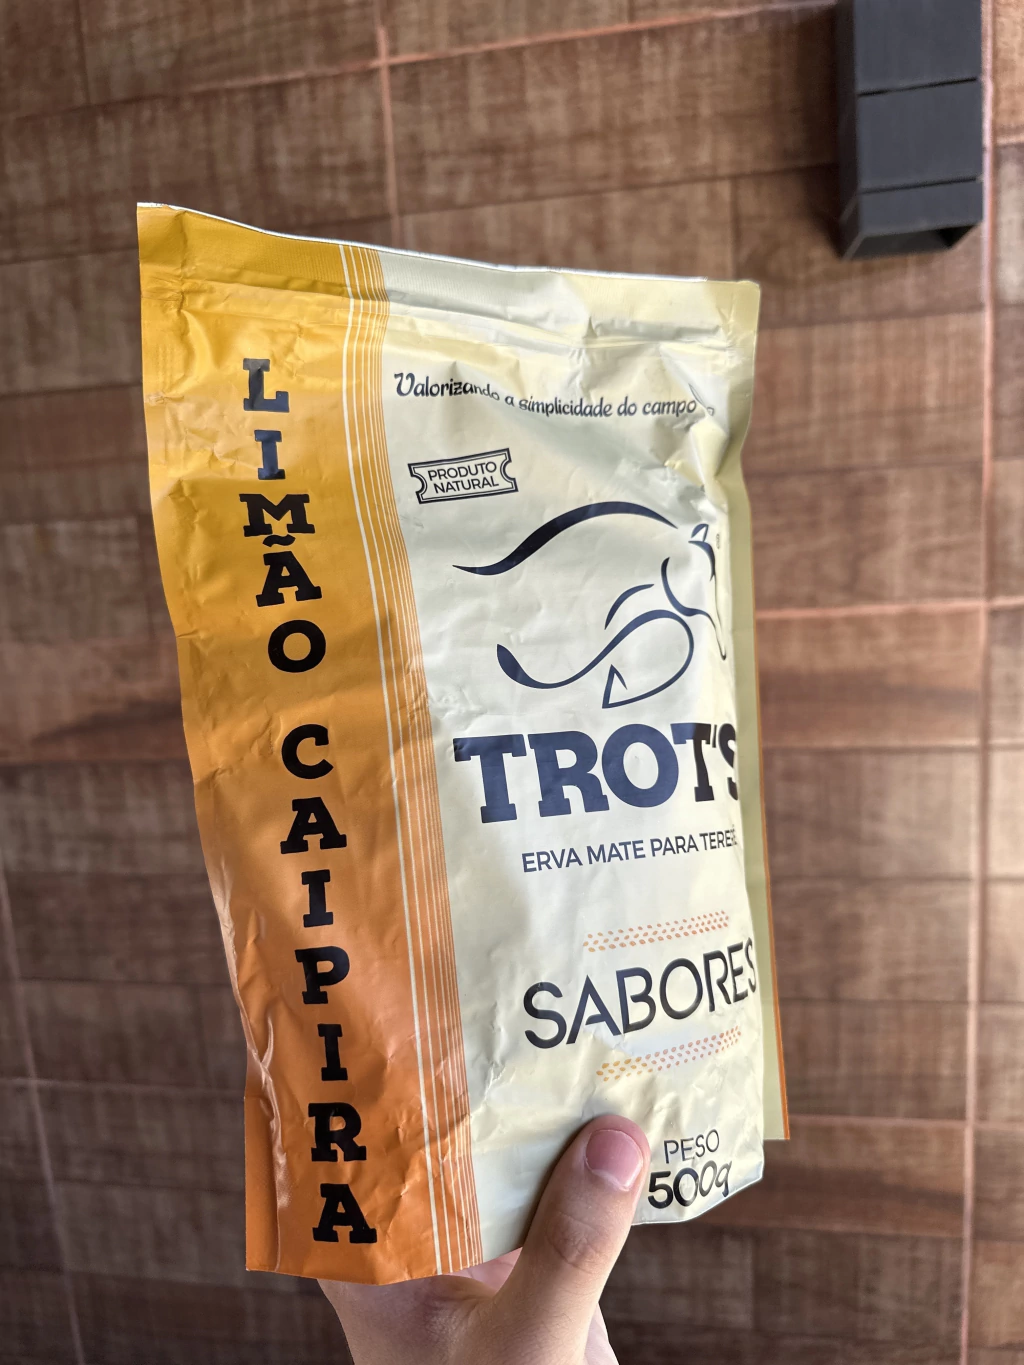 LIMÃO CAIPIRA
Valorizando a simplicidade do campo
PRODUTO
NATURAL
TROT'S
ERVA MATE PARA TERERÉ
SABORES
PESO
500g